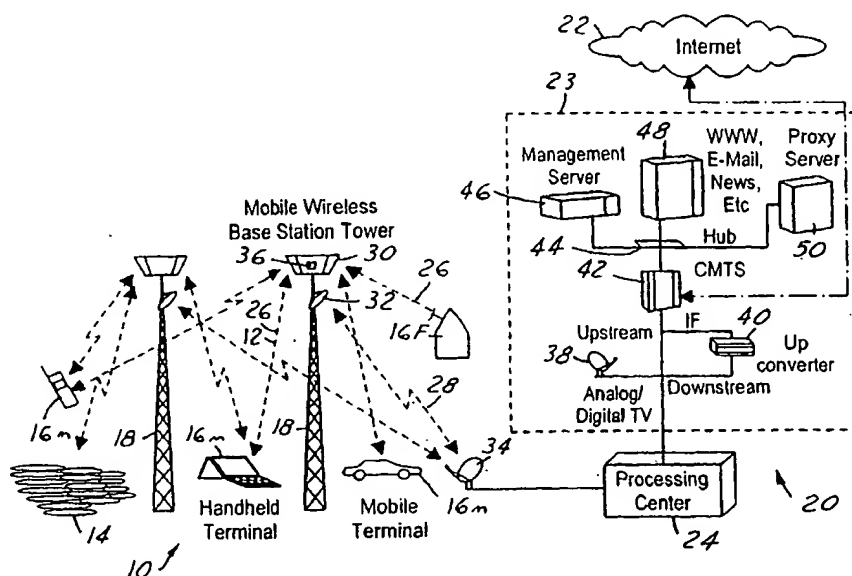 22
Internet
23
48
WWW,
E-Mail,
News,
Etc
Proxy
Server
Management
Server
46
44
Hub
50
42
CMTS
Mobile Wireless
Base Station Tower
36
30
26
32
26
12
16F
Upstream
IF
40
Up
converter
38
Analog/
Digital TV
Downstream
28
16m
18
16m
18
34
14
Handheld
Terminal
Mobile
Terminal
16m
Processing
Center
24
20
10